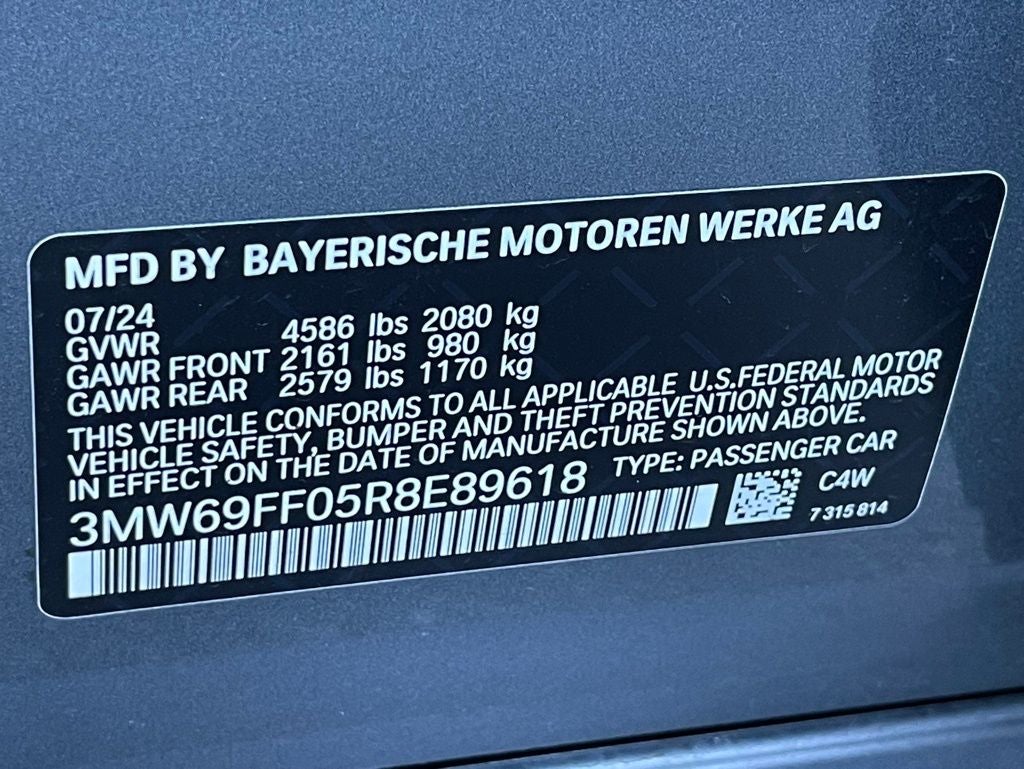 MFD BY BAYERISCHE MOTOREN WERKE AG
07/24
GVWR 4586 lbs 2080 kg
GAWR FRONT 2161 lbs 980 kg
GAWR REAR 2579 lbs 1170 kg
THIS VEHICLE CONFORMS TO ALL APPLICABLE U.S.FEDERAL MOTOR
VEHICLE SAFETY, BUMPER AND THEFT PREVENTION STANDARDS
IN EFFECT ON THE DATE OF MANUFACTURE SHOWN ABOVE.
3MW69FF05R8E89618 TYPE: PASSENGER CAR
C4W
7 315 814